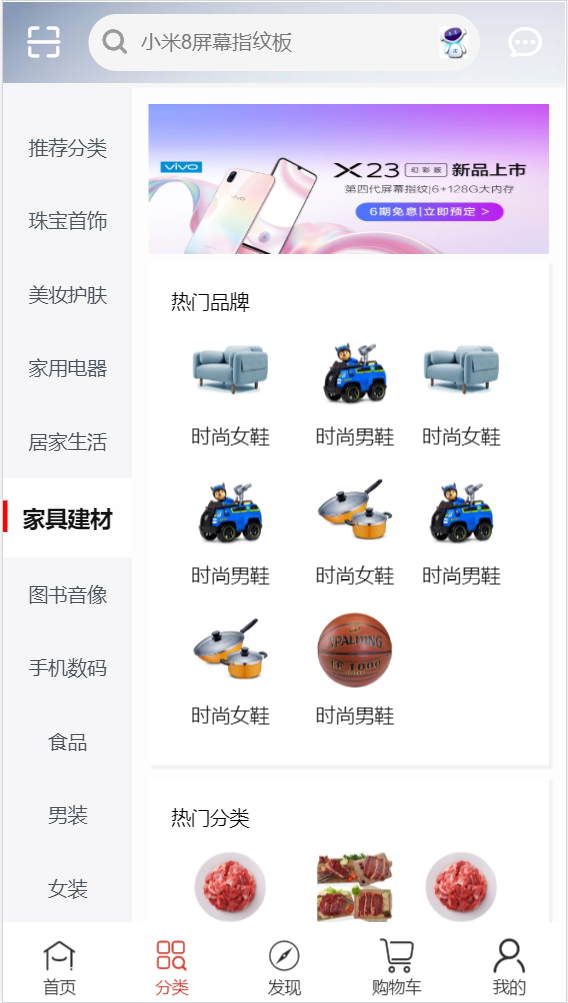 小米8屏幕指纹板
推荐分类
珠宝首饰
美妆护肤
家用电器
居家生活
家具建材
图书音像
手机数码
食品
男装
女装
vivo
vivo
X23 幻彩版 新品上市
第四代屏幕指纹|6+128G大内存
6期免息|立即预定 >
热门品牌
时尚女鞋 时尚男鞋 时尚女鞋
时尚男鞋 时尚女鞋 时尚男鞋
SPALDING
TF 1000
时尚女鞋 时尚男鞋
热门分类
首页 分类 发现 购物车 我的